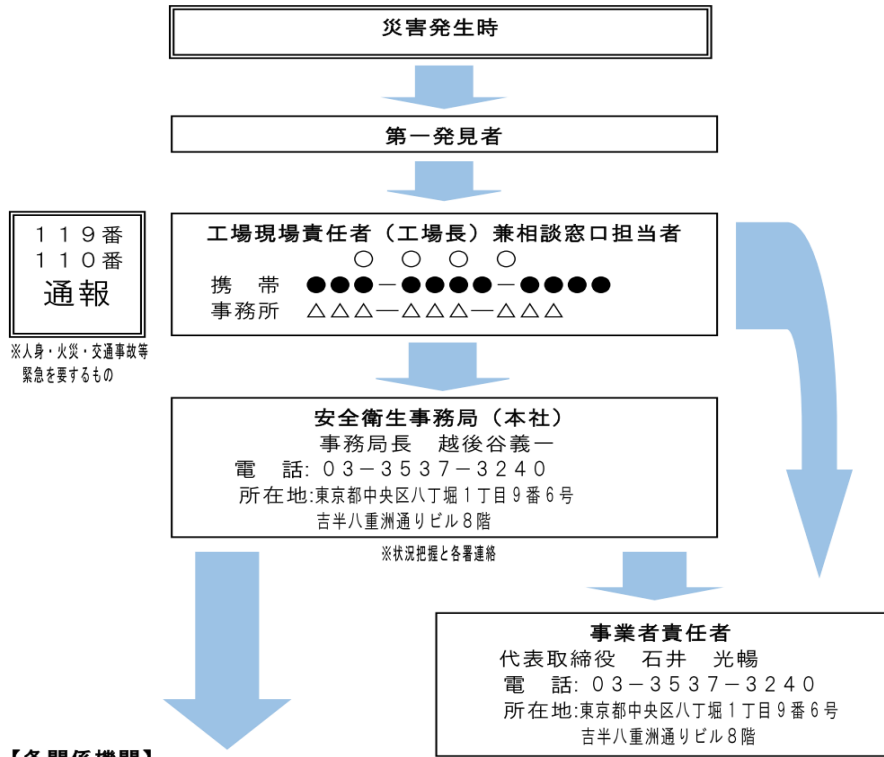 災害発生時
第一発見者
119番
110番
通報
※人身・火災・交通事故等
緊急を要するもの
工場現場責任者(工場長)兼相談窓口担当者
○ ○ ○ ○
携 帯 ●●●-●●●●-●●●●
事務所 △△△―△△△―△△△
安全衛生事務局(本社)
事務局長 越後谷義一
電 話:03-3537-3240
所在地:東京都中央区八丁堀1丁目9番6号
吉半八重洲通りビル8階
※状況把握と各署連絡
事業者責任者
代表取締役 石井 光暢
電 話:03-3537-3240
所在地:東京都中央区八丁堀1丁目9番6号
吉半八重洲通りビル8階
【各関係機関】